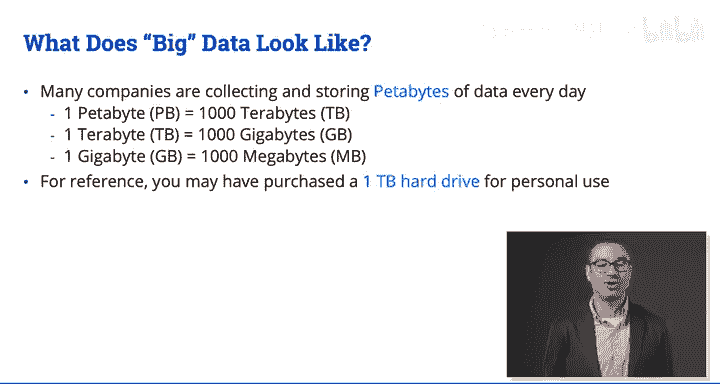 What Does “Big” Data Look Like?
• Many companies are collecting and storing Petabytes of data every day
- 1 Petabyte (PB) = 1000 Terabytes (TB)
- 1 Terabyte (TB) = 1000 Gigabytes (GB)
- 1 Gigabyte (GB) = 1000 Megabytes (MB)
• For reference, you may have purchased a 1 TB hard drive for personal use